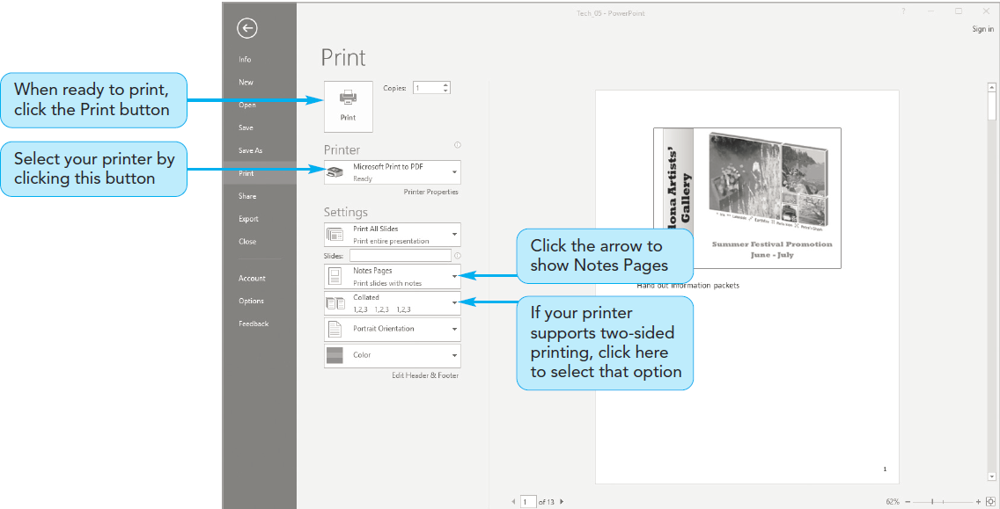 Tech_05 - PowerPoint
?
Sign in
Info
New
Open
Save
Save As
Print
Share
Export
Close
Account
Options
Feedback
When ready to print,
click the Print button
Select your printer by
clicking this button
Print
Print
Copies: 1
Printer
Microsoft Print to PDF
Ready
Printer Properties
Settings
Print All Slides
Print entire presentation
Slides:
Notes Pages
Print slides with notes
Collated
1,2,3 1,2,3 1,2,3
Portrait Orientation
Color
Edit Header & Footer
Click the arrow to
show Notes Pages
If your printer
supports two-sided
printing, click here
to select that option
dona Artists'
Gallery
Summer Festival Promotion
June - July
Hand out information packets
1
1 of 13
62%